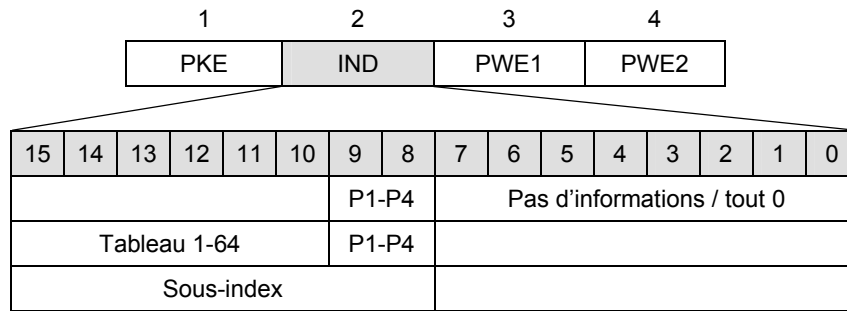 1 2 3 4
PKE IND PWE1 PWE2
15 14 13 12 11 10 9 8 7 6 5 4 3 2 1 0
P1-P4 Pas d’informations / tout 0
Tableau 1-64 P1-P4
Sous-index